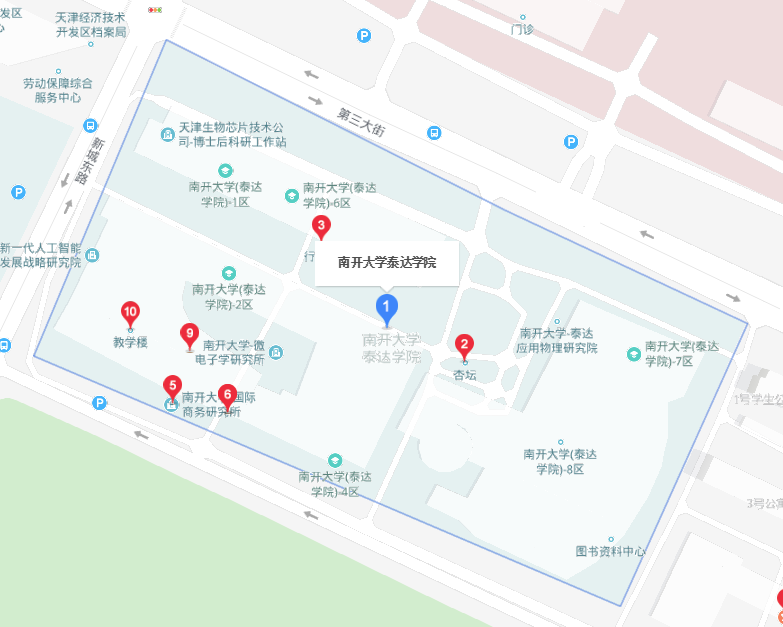 发区
天津经济技术
开发区档案局
门诊
劳动保障综合
服务中心
第三大街
新城东路
天津生物芯片技术公
司-博士后科研工作站
南开大学(泰达
学院)-1区
南开大学(泰达
学院)-6区
3
行
新一代人工智能
发展战略研究院
南开大学泰达学院
南开大学(泰达
学院)-2区
1
南开大学
泰达学院
10
教学楼
9
南开大学-微
电子学研究所
2
杏坛
南开大学-泰达
应用物理研究院
南开大学(泰达
学院)-7区
5
6
南开大
国际
商务研究所
1号学生公
南开大学(泰达
学院)-4区
南开大学(泰达
学院)-8区
3号公寓
图书资料中心
P
P
P
P